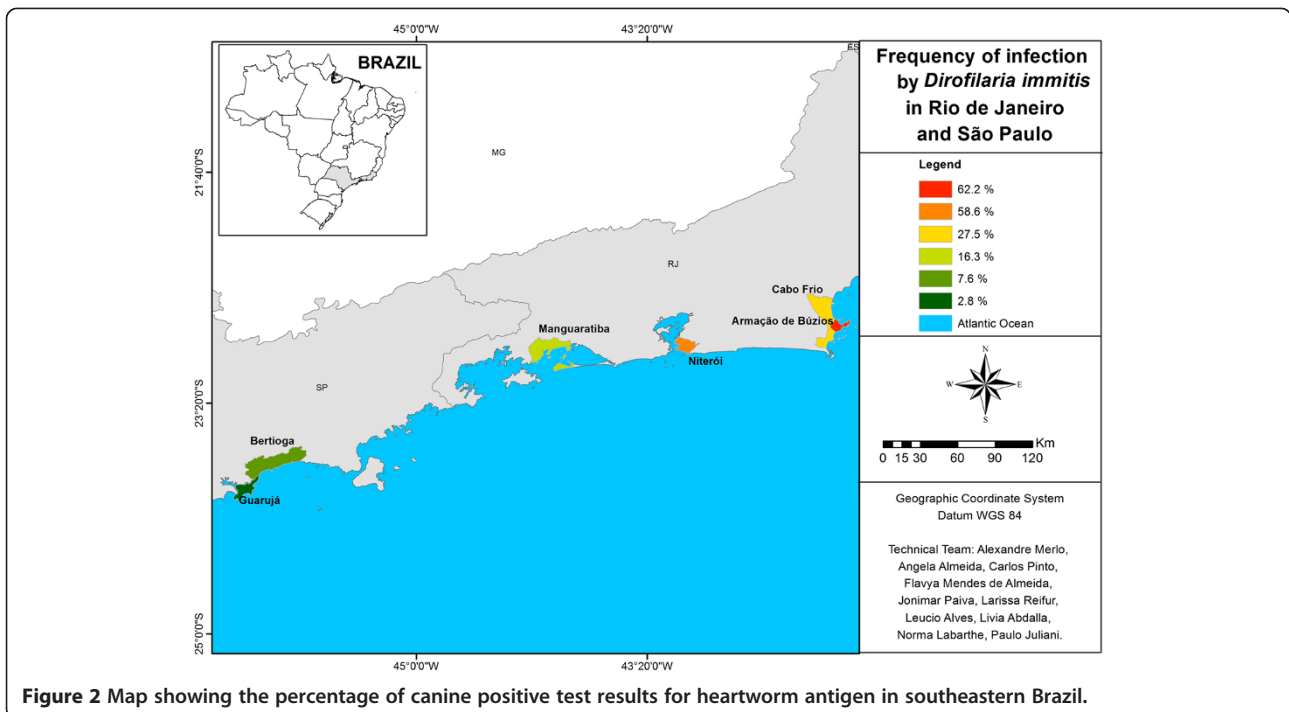 45°0'0"W
43°20'0"W
BRAZIL
ES
MG
21°40'0"S
RJ
Cabo Frio
Armação de Búzios
Manguaratiba
Niterói
SP
23°20'0"S
Bertioga
Guarujá
25°0'0"S
45°0'0"W
43°20'0"W
Frequency of infection
by Dirofilaria immitis
in Rio de Janeiro
and São Paulo
Legend
62.2 %
58.6 %
27.5 %
16.3 %
7.6 %
2.8 %
Atlantic Ocean
N
W
E
S
Km
0 15 30 60 90 120
Geographic Coordinate System
Datum WGS 84
Technical Team: Alexandre Merlo,
Angela Almeida, Carlos Pinto,
Flavya Mendes de Almeida,
Jonimar Paiva, Larissa Reifur,
Leucio Alves, Livia Abdalla,
Norma Labarthe, Paulo Juliani.
Figure 2 Map showing the percentage of canine positive test results for heartworm antigen in southeastern Brazil.